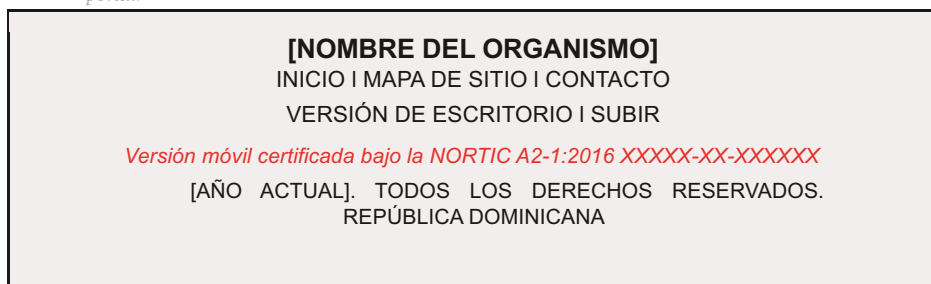 [NOMBRE DEL ORGANISMO]
INICIO I MAPA DE SITIO I CONTACTO
VERSIÓN DE ESCRITORIO I SUBIR
Versión móvil certificada bajo la NORTIC A2-1:2016 XXXXX-XX-XXXXXX
[AÑO ACTUAL]. TODOS LOS DERECHOS RESERVADOS.
REPÚBLICA DOMINICANA